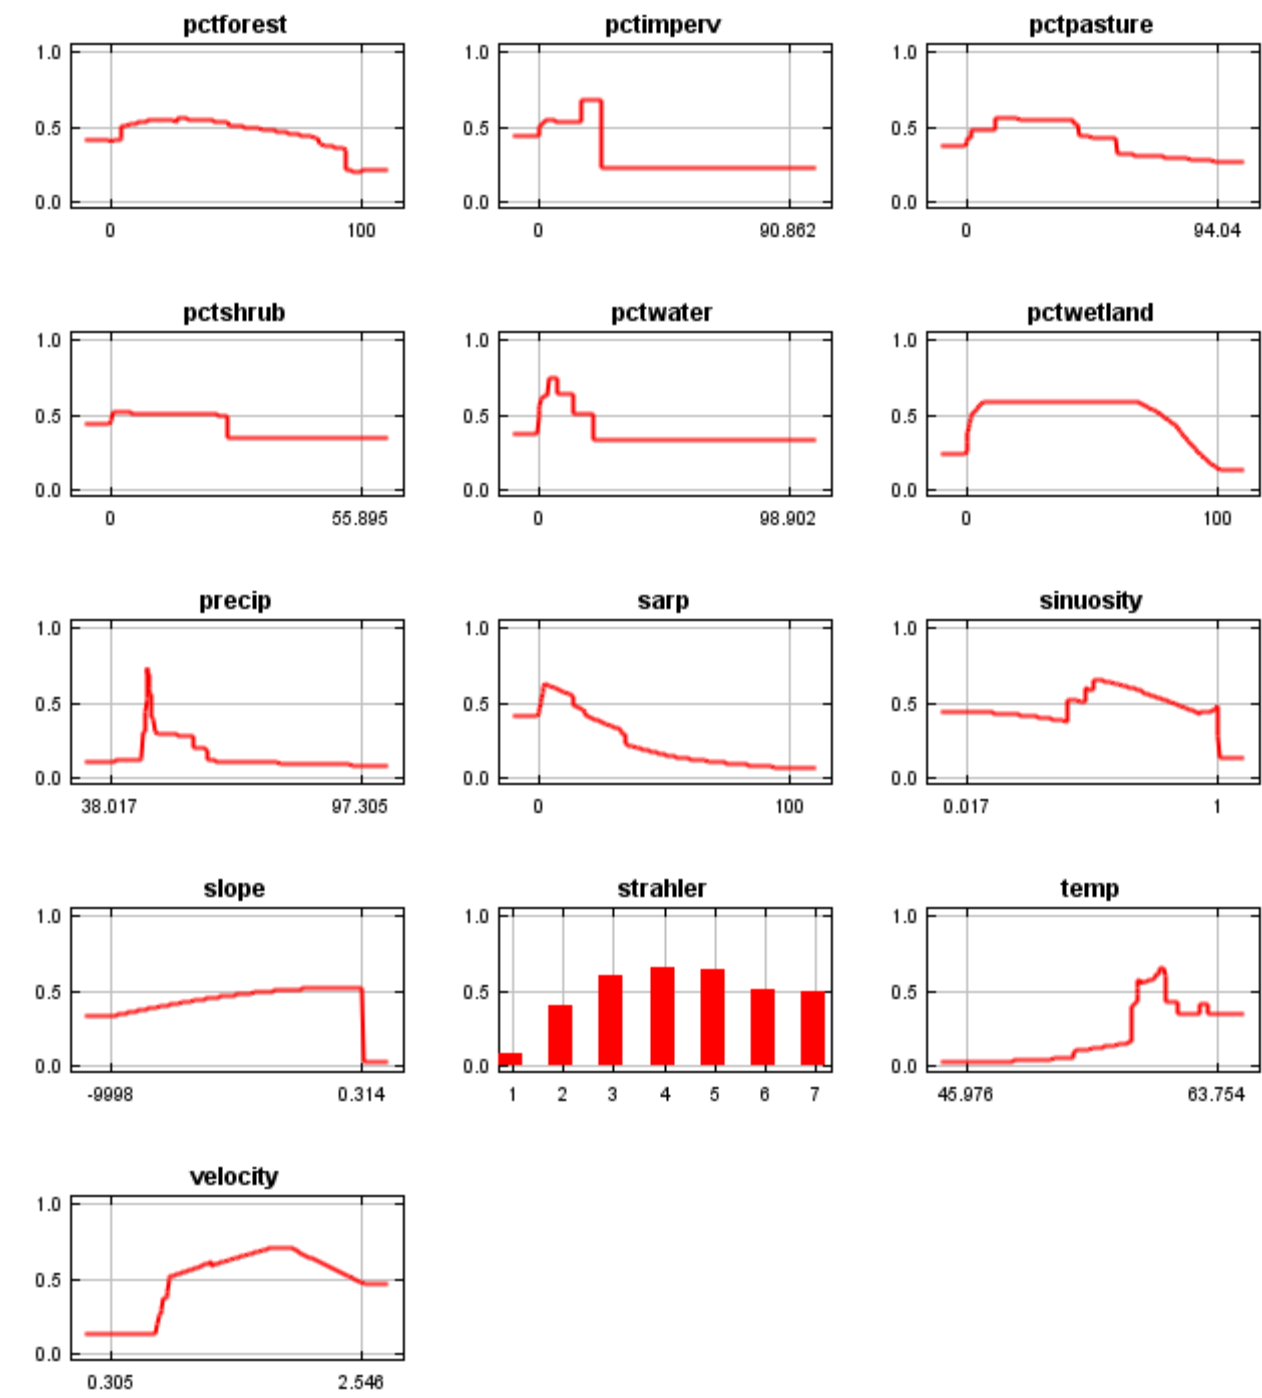 pctforest pctimperv pctpasture
1.0 1.0 1.0
0.5 0.5 0.5
0.0 0.0 0.0
0 100 0 90.862 0 94.04
pctshrub pctwater pctwetland
1.0 1.0 1.0
0.5 0.5 0.5
0.0 0.0 0.0
0 55.895 0 98.902 0 100
precip sarp sinuosity
1.0 1.0 1.0
0.5 0.5 0.5
0.0 0.0 0.0
38.017 97.305 0 100 0.017 1
slope strahler temp
1.0 1.0 1.0
0.5 0.5 0.5
0.0 0.0 0.0
-9998 0.314 1 2 3 4 5 6 7 45.976 63.754
velocity
1.0
0.5
0.0
0.305 2.546